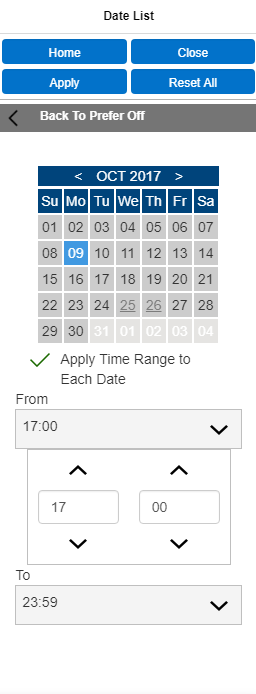 Date List
Home Close
Apply Reset All
Back To Prefer Off
< OCT 2017 >
Su Mo Tu We Th Fr Sa
01 02 03 04 05 06 07
08 09 10 11 12 13 14
15 16 17 18 19 20 21
22 23 24 25 26 27 28
29 30 31 01 02 03 04
Apply Time Range to
Each Date
From
17:00
17 00
To
23:59